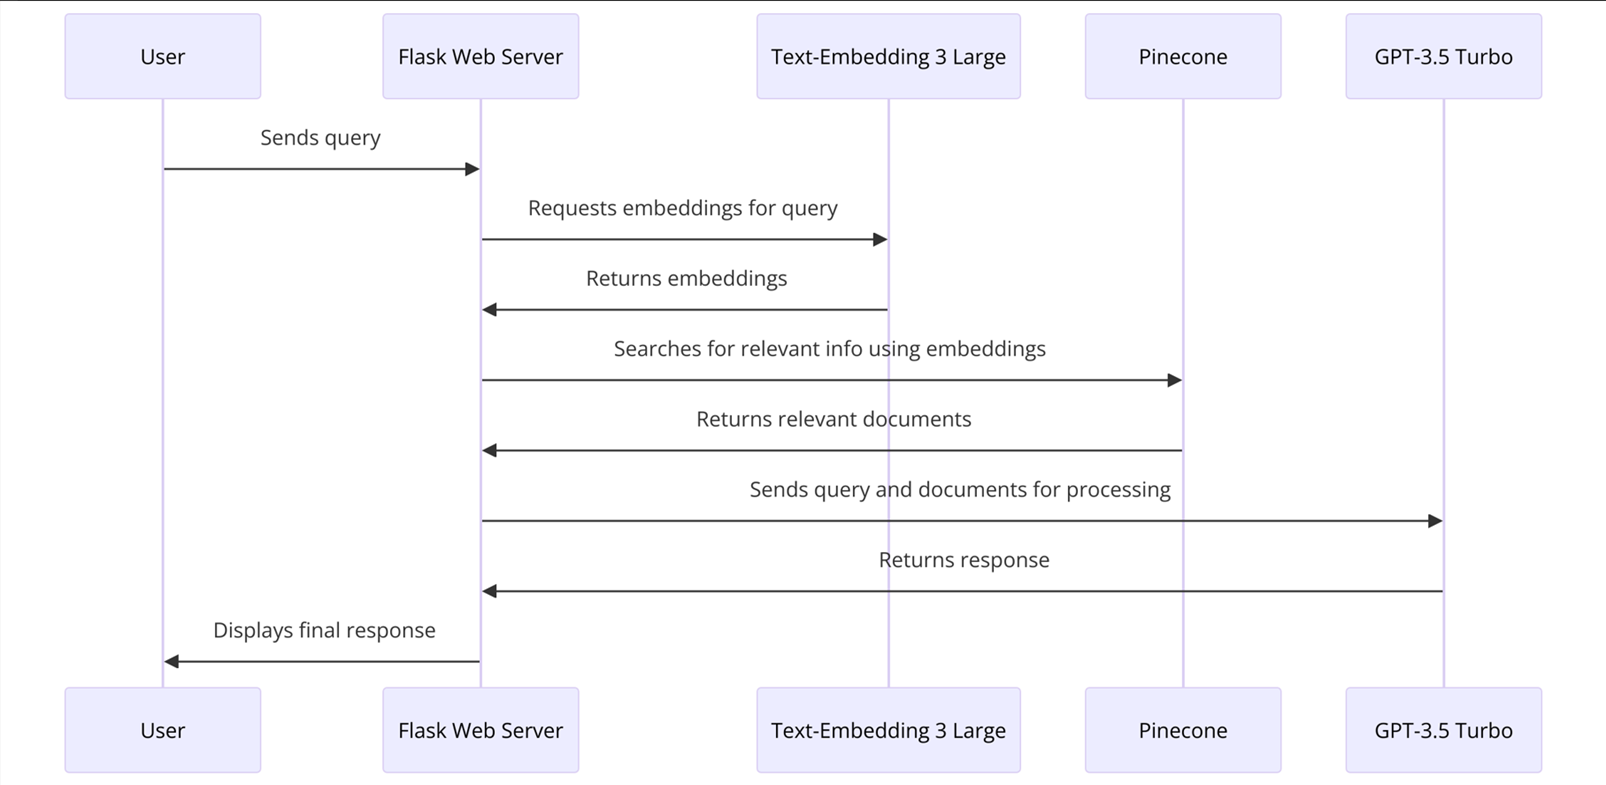 User
Flask Web Server
Text-Embedding 3 Large
Pinecone
GPT-3.5 Turbo
Sends query
Requests embeddings for query
Returns embeddings
Searches for relevant info using embeddings
Returns relevant documents
Sends query and documents for processing
Returns response
Displays final response
User
Flask Web Server
Text-Embedding 3 Large
Pinecone
GPT-3.5 Turbo